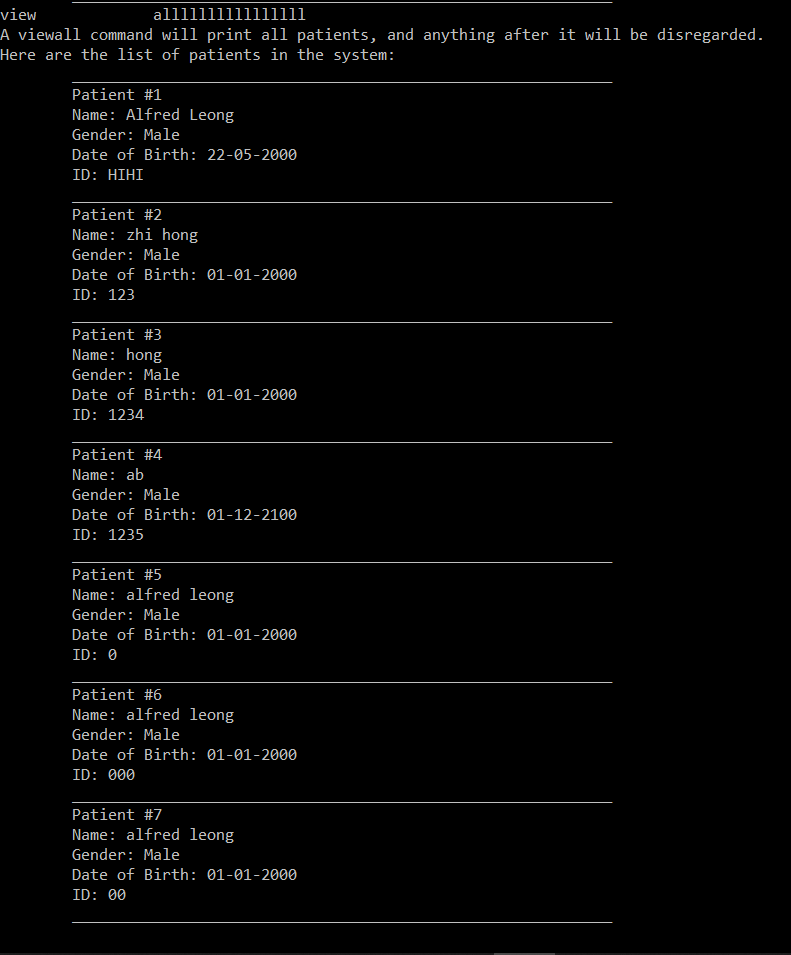 view             alllllllllllllllll
A viewall command will print all patients, and anything after it will be disregarded.
Here are the list of patients in the system:
Patient #1
Name: Alfred Leong
Gender: Male
Date of Birth: 22-05-2000
ID: HIHI
Patient #2
Name: zhi hong
Gender: Male
Date of Birth: 01-01-2000
ID: 123
Patient #3
Name: hong
Gender: Male
Date of Birth: 01-01-2000
ID: 1234
Patient #4
Name: ab
Gender: Male
Date of Birth: 01-12-2100
ID: 1235
Patient #5
Name: alfred leong
Gender: Male
Date of Birth: 01-01-2000
ID: 0
Patient #6
Name: alfred leong
Gender: Male
Date of Birth: 01-01-2000
ID: 000
Patient #7
Name: alfred leong
Gender: Male
Date of Birth: 01-01-2000
ID: 00